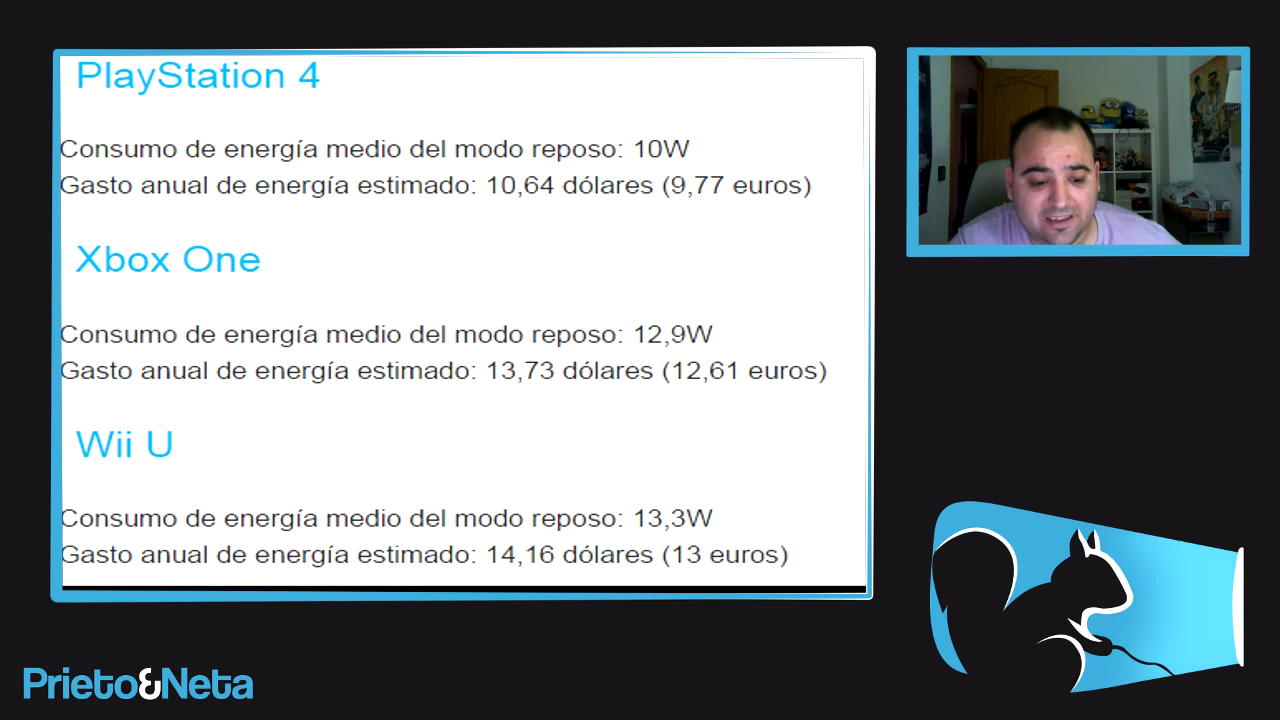 PlayStation 4
Consumo de energía medio del modo reposo: 10W
Gasto anual de energía estimado: 10,64 dólares (9,77 euros)
Xbox One
Consumo de energía medio del modo reposo: 12,9W
Gasto anual de energía estimado: 13,73 dólares (12,61 euros)
Wii U
Consumo de energía medio del modo reposo: 13,3W
Gasto anual de energía estimado: 14,16 dólares (13 euros)
Prieto&Neta